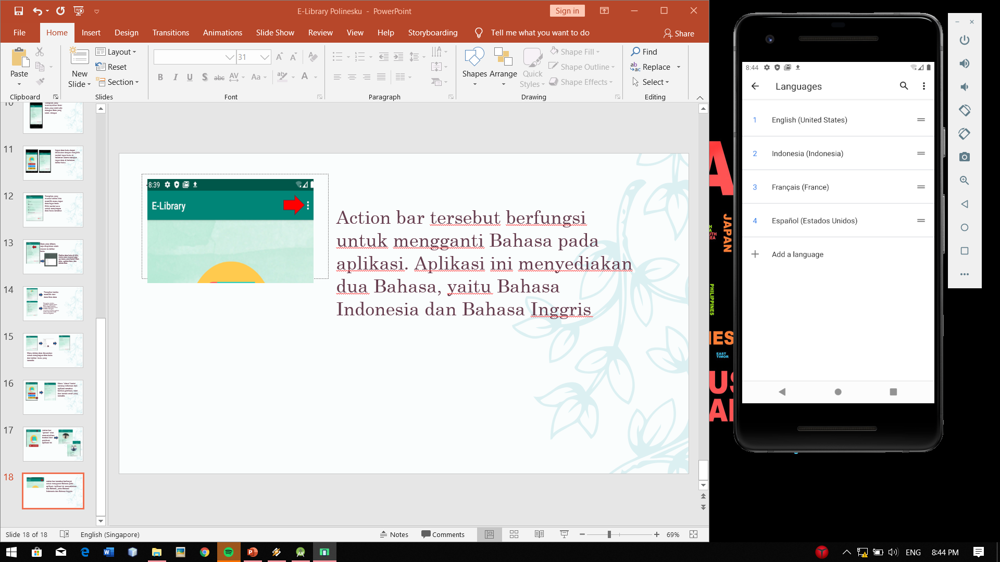 E-Library Polinesku - PowerPoint
Sign in
File Home Insert Design Transitions Animations Slide Show Review View Help Storyboarding Tell me what you want to do Share
Paste
Clipboard
New Slide
Layout
Reset
Section
Slides
31
B I U S abc AV Aa A
Font
Paragraph
Shapes
Arrange
Quick Styles
Shape Fill
Shape Outline
Shape Effects
Drawing
Find
Replace
Select
Editing
10
11
12
13
14
15
16
17
18
8:39
E-Library
Action bar tersebut berfungsi
untuk mengganti Bahasa pada
aplikasi. Aplikasi ini menyediakan
dua Bahasa, yaitu Bahasa
Indonesia dan Bahasa Inggris
8:44
Languages
1 English (United States)
2 Indonesia (Indonesia)
3 Français (France)
4 Español (Estados Unidos)
+ Add a language
JAPAN
PHILIPPINES
EAST
TIMOR
Slide 18 of 18
English (Singapore)
Notes
Comments
69%
ENG
8:44 PM